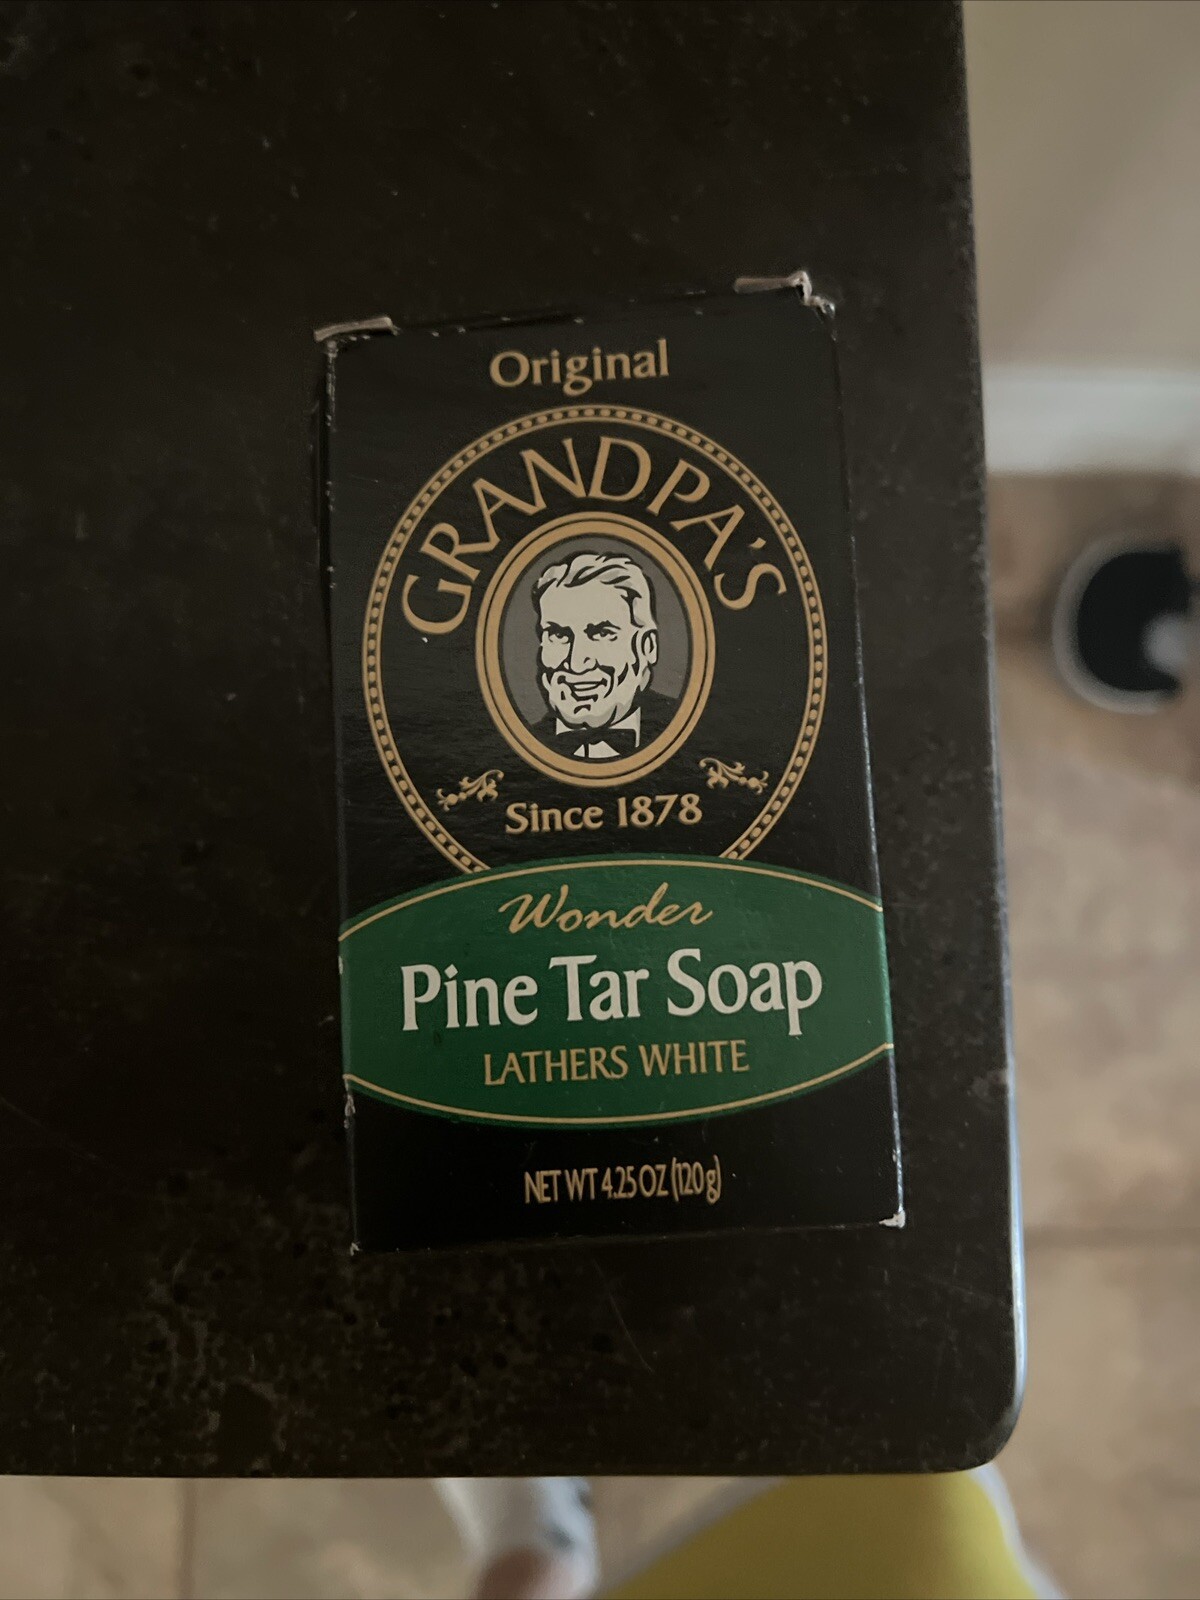 Original
GRANDPA'S
Since 1878
Wonder
Pine Tar Soap
LATHERS WHITE
NET WT 4.25 OZ (120g)